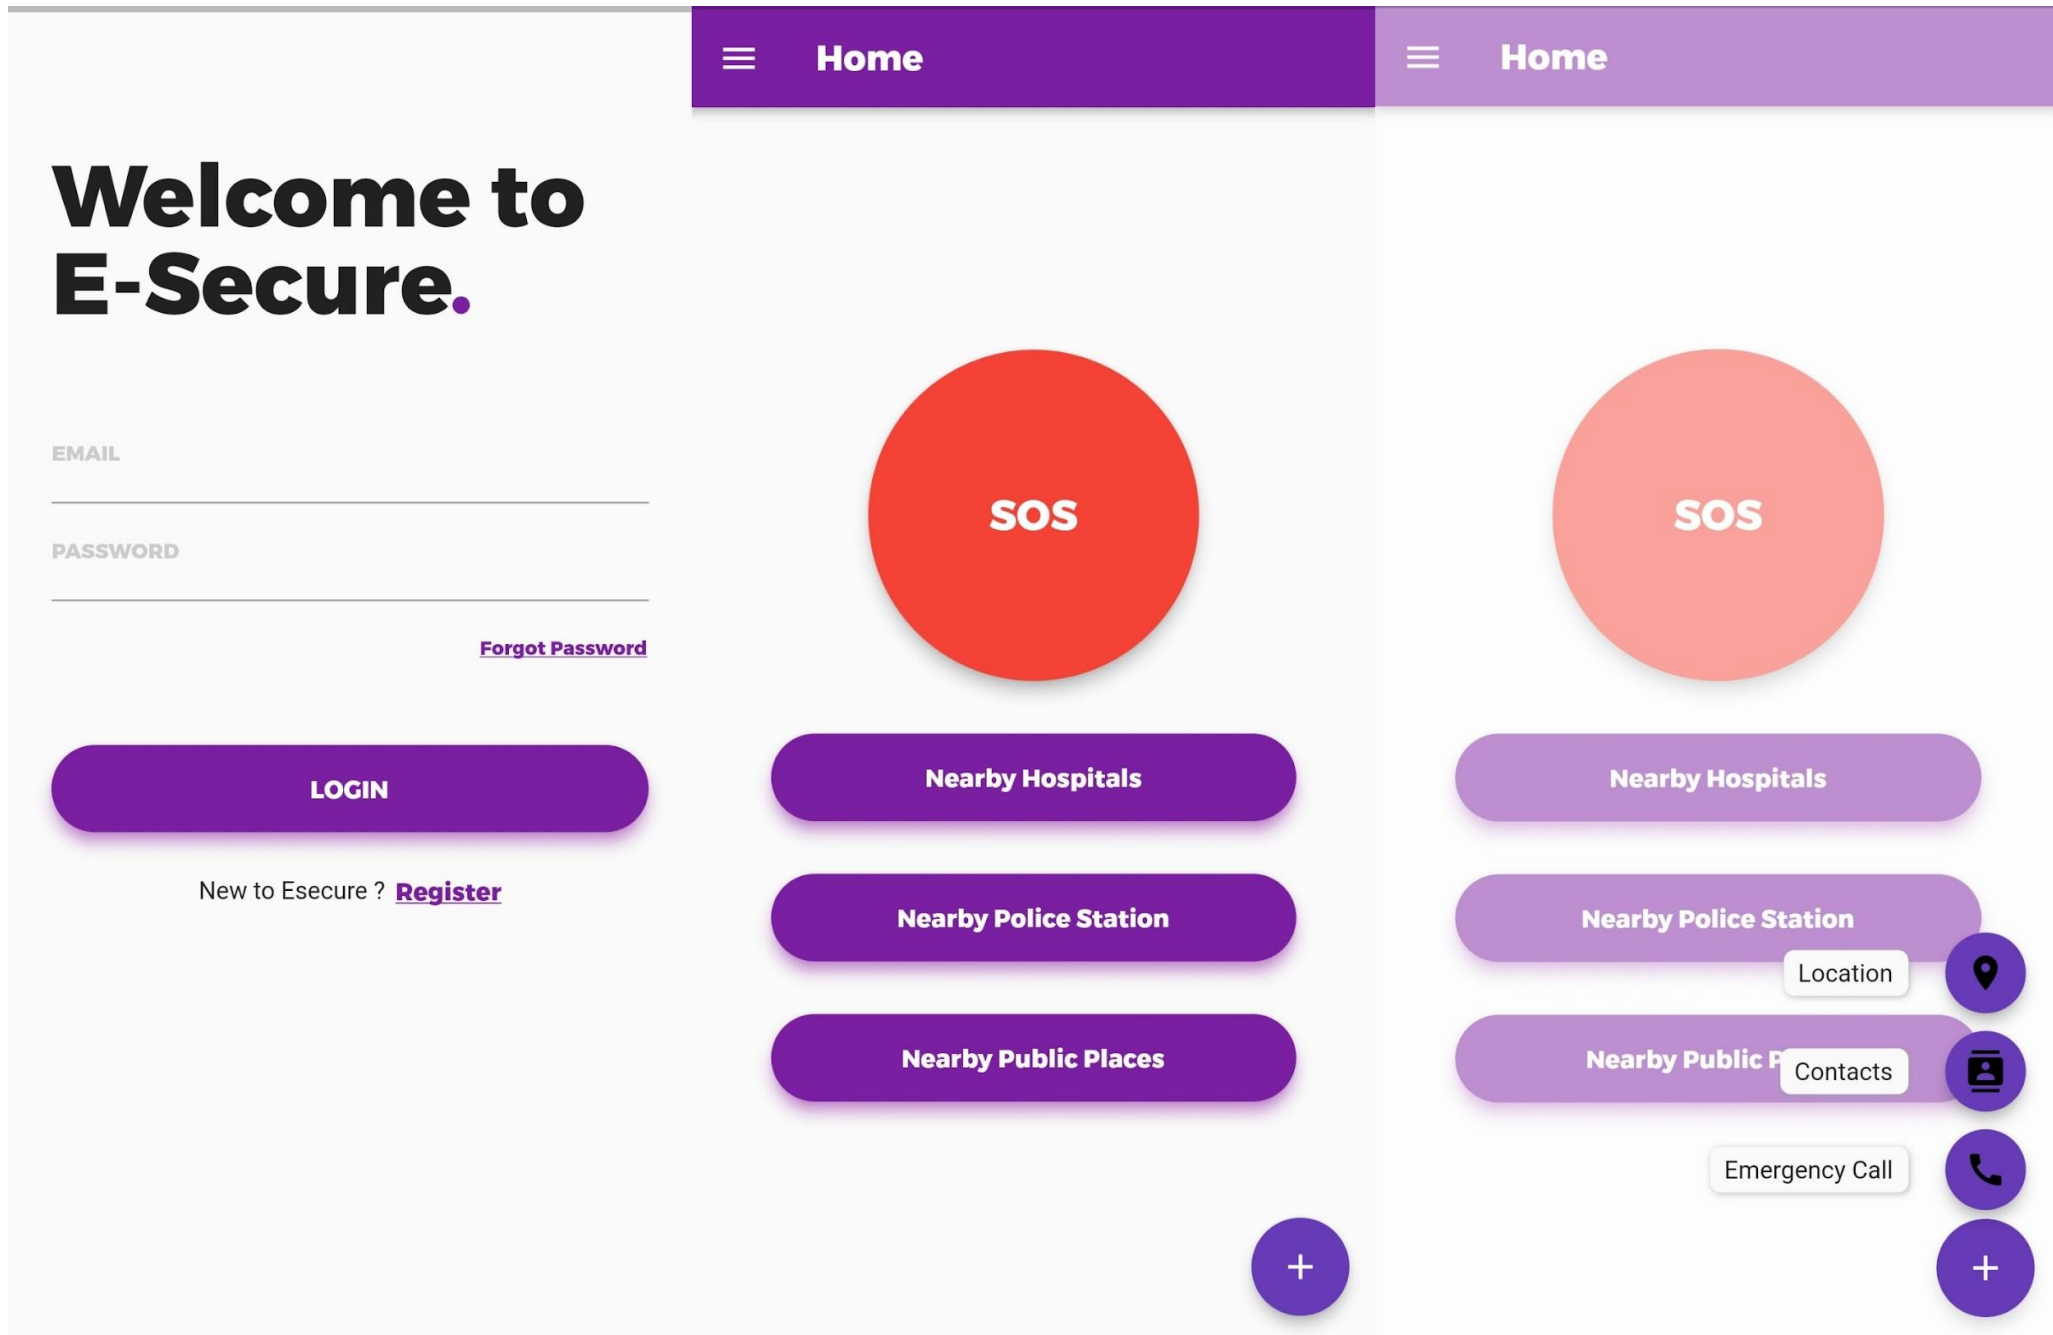 Welcome to
E-Secure.
EMAIL
PASSWORD
Forgot Password
LOGIN
New to Esecure ? Register
Home
SOS
Nearby Hospitals
Nearby Police Station
Nearby Public Places
Home
SOS
Nearby Hospitals
Nearby Police Station
Location
Nearby Public P
Contacts
Emergency Call